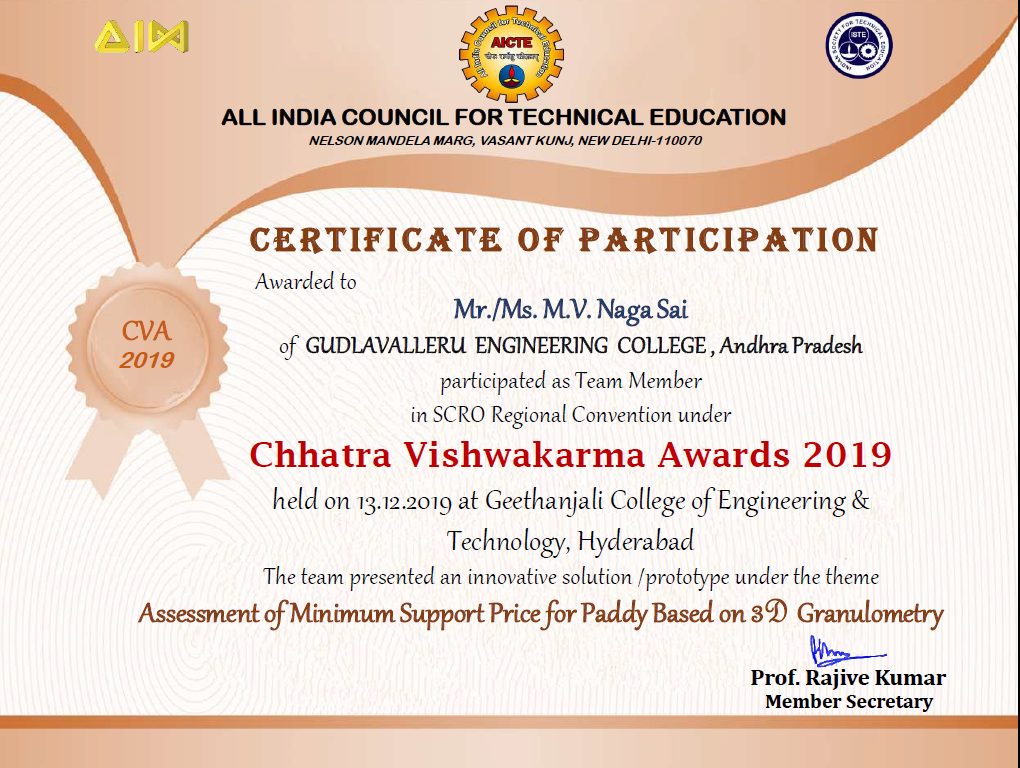 AIM
All India Council for Technical Education
AICTE
INDIAN SOCIETY FOR TECHNICAL EDUCATION
ISTE
ALL INDIA COUNCIL FOR TECHNICAL EDUCATION
NELSON MANDELA MARG, VASANT KUNJ, NEW DELHI-110070
CERTIFICATE OF PARTICIPATION
Awarded to
Mr./Ms. M.V. Naga Sai
of GUDLAVALLERU ENGINEERING COLLEGE , Andhra Pradesh
CVA
2019
participated as Team Member
in SCRO Regional Convention under
Chhatra Vishwakarma Awards 2019
held on 13.12.2019 at Geethanjali College of Engineering &
Technology, Hyderabad
The team presented an innovative solution /prototype under the theme
Assessment of Minimum Support Price for Paddy Based on 3D Granulometry
Prof. Rajive Kumar
Member Secretary